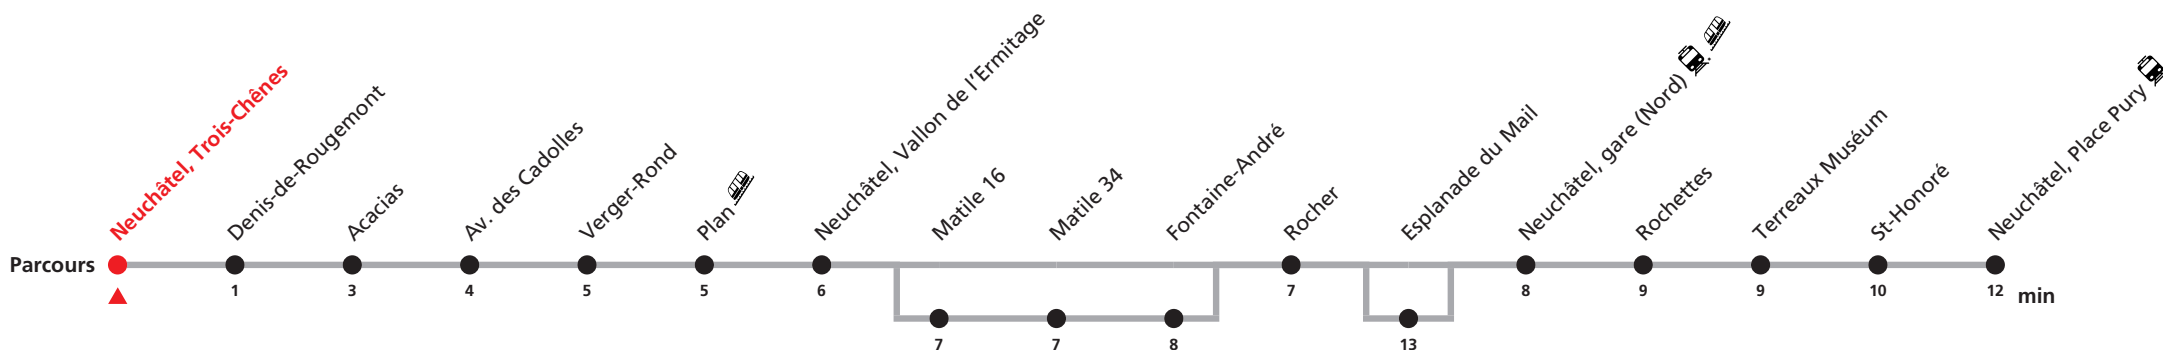 Neuchâtel, Trois-Chênes
Denis-de-Rougemont
Acacias
Av. des Cadolles
Verger-Rond
Plan
Neuchâtel, Vallon de l'Ermitage
Matile 16
Matile 34
Fontaine-André
Rocher
Esplanade du Mail
Neuchâtel, gare (Nord)
Rochettes
Terreaux Muséum
St-Honoré
Neuchâtel, Place Pury
Parcours
1 3 4 5 5 6 7 8 9 9 10 12 min
7 7 8 13